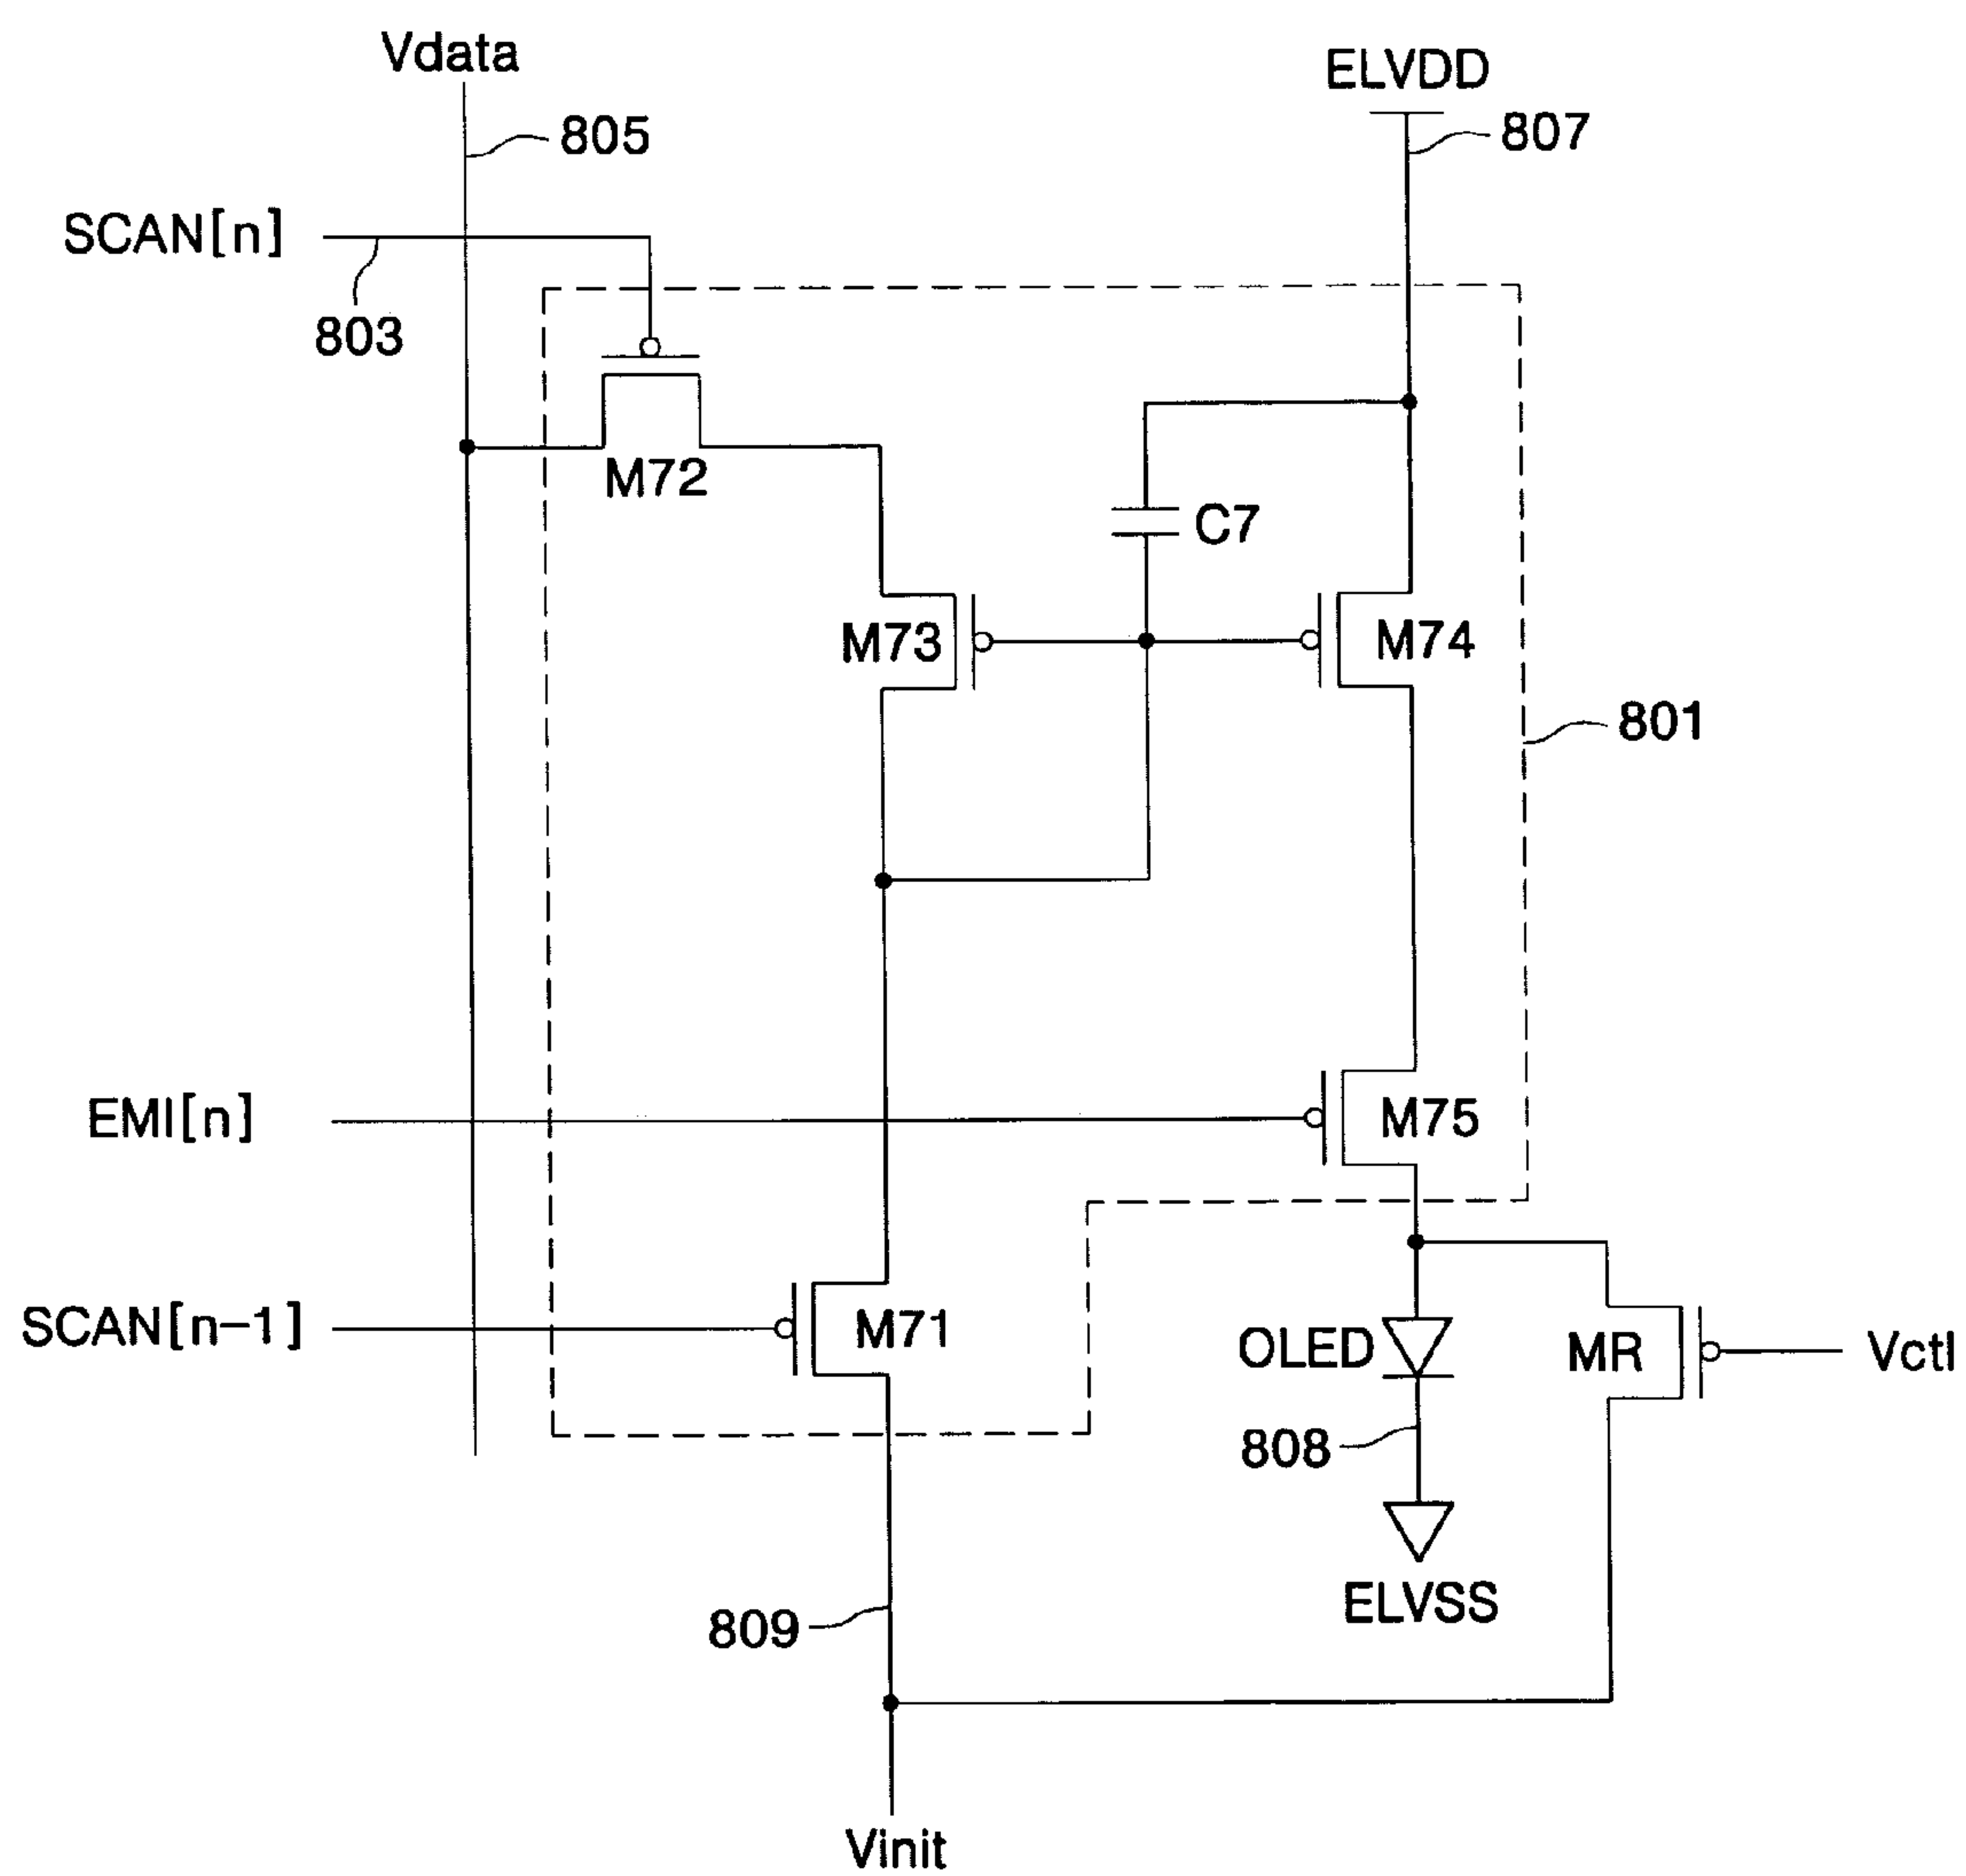 Vdata
ELVDD
805
807
SCAN[n]
803
M72
C7
M73
M74
801
EMI[n]
M75
SCAN[n-1]
M71
OLED
MR
Vctl
808
ELVSS
809
Vinit